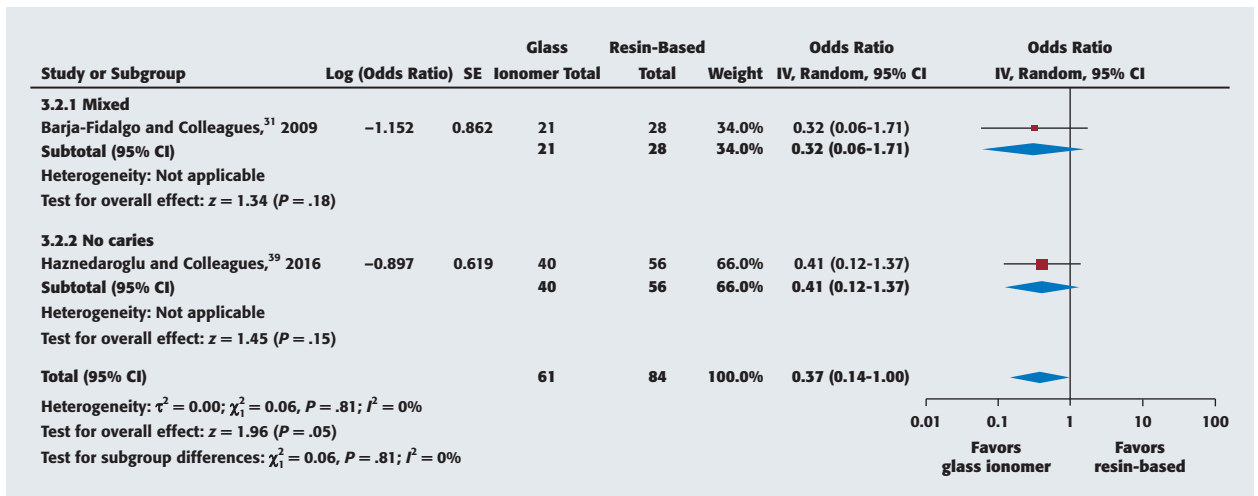 Glass Resin-Based Odds Ratio Odds Ratio
Study or Subgroup Log (Odds Ratio) SE Ionomer Total Total Weight IV, Random, 95% CI IV, Random, 95% CI
3.2.1 Mixed
Barja-Fidalgo and Colleagues,³¹ 2009 −1.152 0.862 21 28 34.0% 0.32 (0.06-1.71)
Subtotal (95% CI) 21 28 34.0% 0.32 (0.06-1.71)
Heterogeneity: Not applicable
Test for overall effect: z = 1.34 (P = .18)
3.2.2 No caries
Haznedaroglu and Colleagues,³⁹ 2016 −0.897 0.619 40 56 66.0% 0.41 (0.12-1.37)
Subtotal (95% CI) 40 56 66.0% 0.41 (0.12-1.37)
Heterogeneity: Not applicable
Test for overall effect: z = 1.45 (P = .15)
Total (95% CI) 61 84 100.0% 0.37 (0.14-1.00)
Heterogeneity: τ² = 0.00; χ²₁ = 0.06, P = .81; I² = 0%
Test for overall effect: z = 1.96 (P = .05)
Test for subgroup differences: χ²₁ = 0.06, P = .81; I² = 0%
0.01 0.1 1 10 100
Favors Favors
glass ionomer resin-based